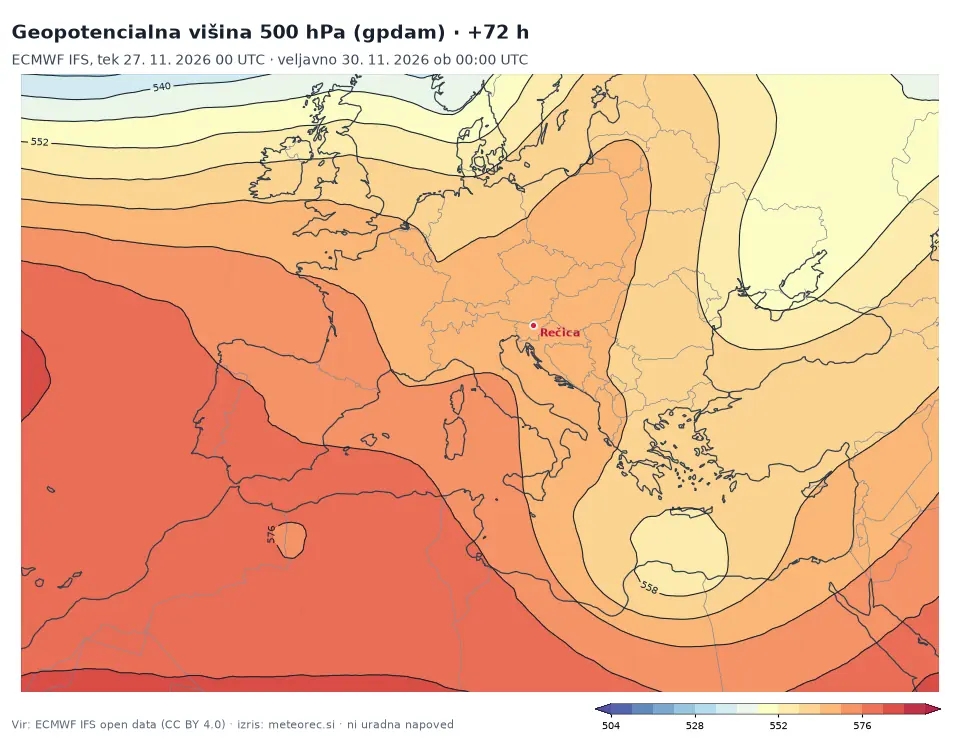 Geopotencialna višina 500 hPa (gpdam) · +72 h
ECMWF IFS, tek 27. 11. 2026 00 UTC · veljavno 30. 11. 2026 ob 00:00 UTC
540
552
Rečica
576
558
504 528 552 576
Vir: ECMWF IFS open data (CC BY 4.0) · izris: meteorec.si · ni uradna napoved